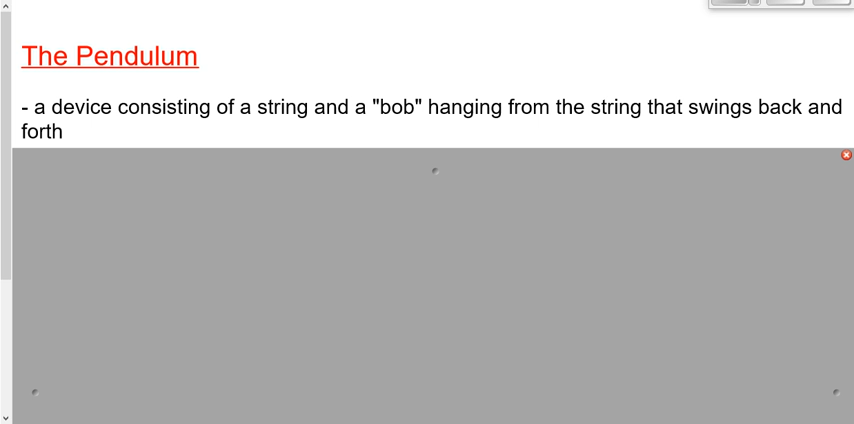 The Pendulum
- a device consisting of a string and a "bob" hanging from the string that swings back and
forth